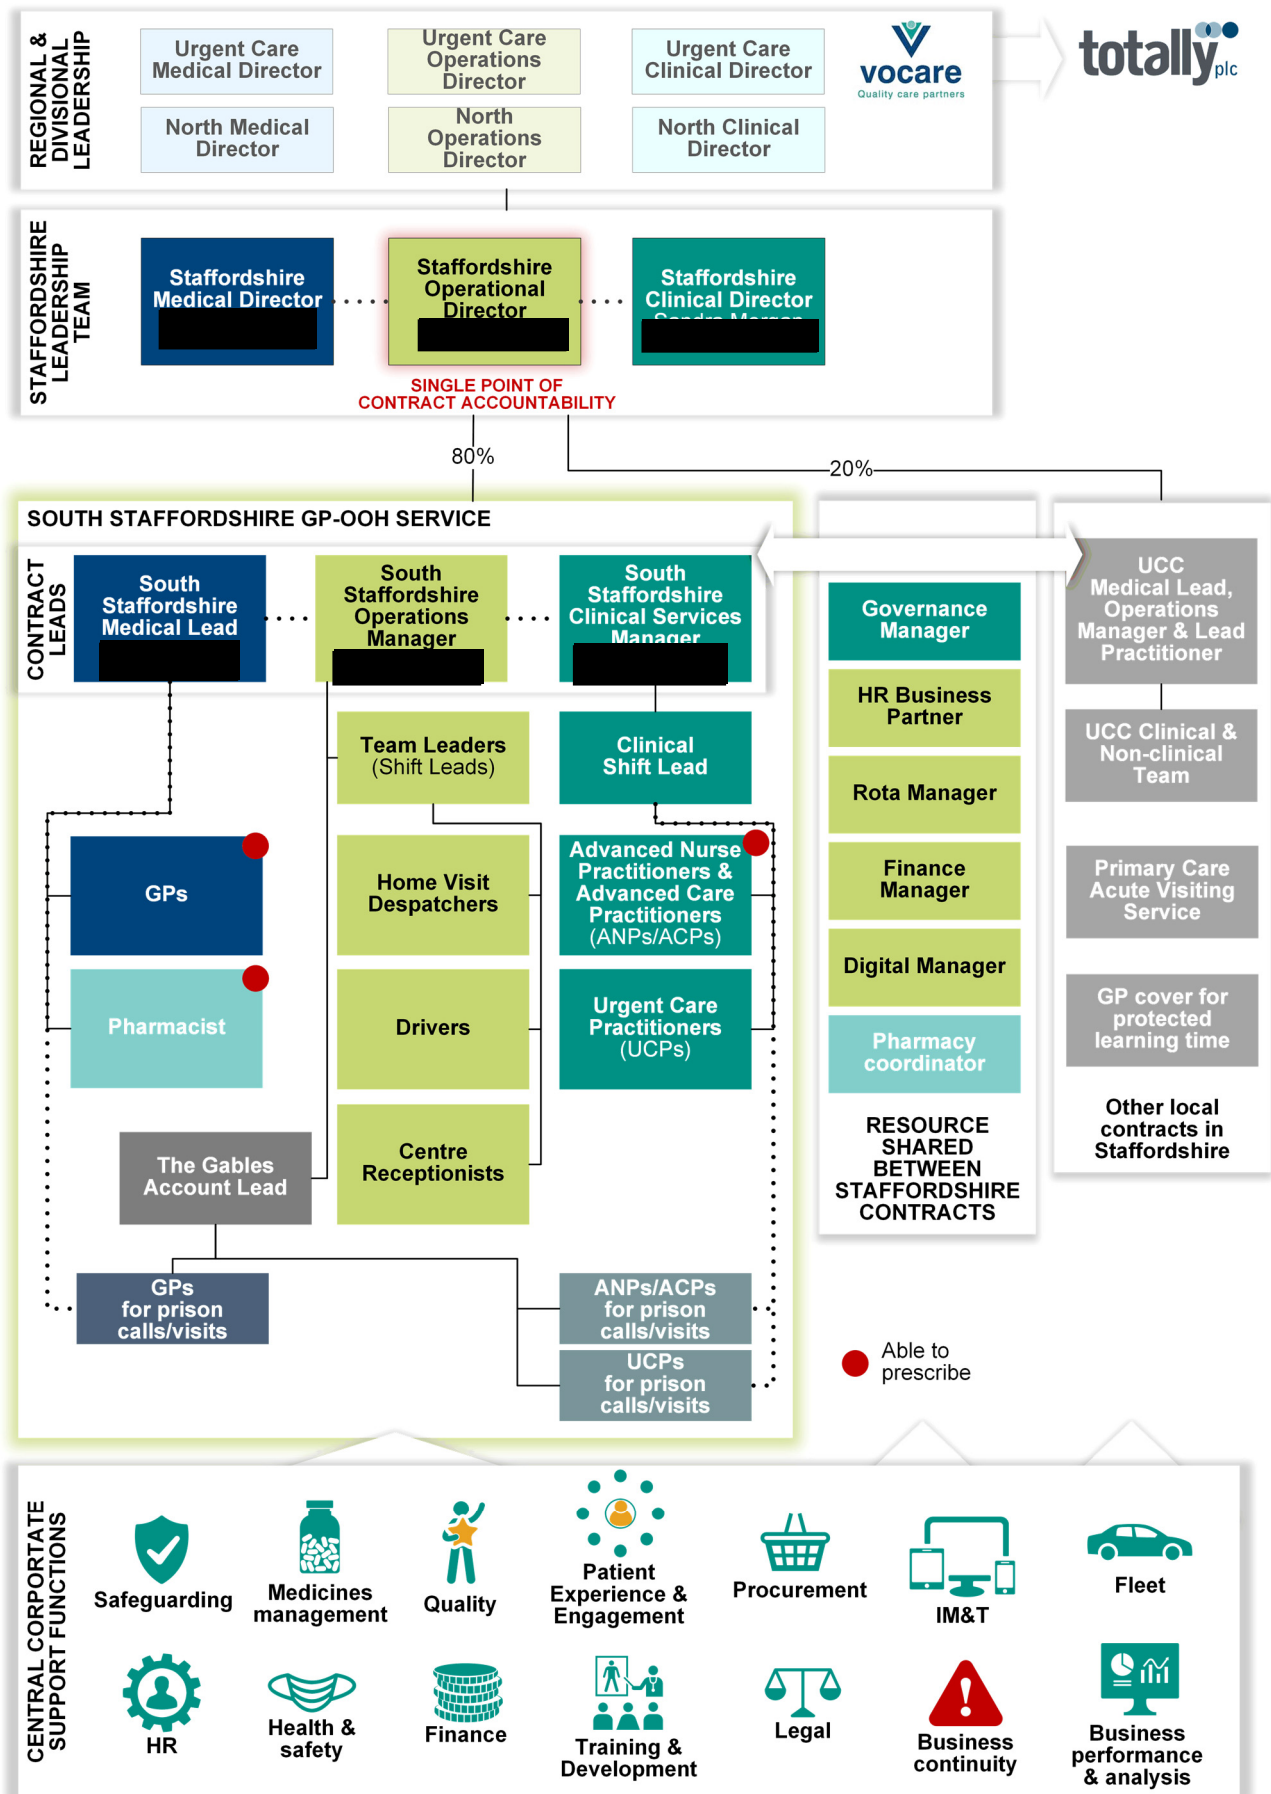 REGIONAL &
DIVISIONAL
LEADERSHIP
Urgent Care
Medical Director
Urgent Care
Operations
Director
Urgent Care
Clinical Director
vocare
Quality care partners
totally plc
North Medical
Director
North
Operations
Director
North Clinical
Director
STAFFORDSHIRE
LEADERSHIP
TEAM
Staffordshire
Medical Director
Staffordshire
Operational
Director
Staffordshire
Clinical Director
SINGLE POINT OF
CONTRACT ACCOUNTABILITY
80%
20%
SOUTH STAFFORDSHIRE GP-OOH SERVICE
CONTRACT
LEADS
South
Staffordshire
Medical Lead
South
Staffordshire
Operations
Manager
South
Staffordshire
Clinical Services
Manager
Team Leaders
(Shift Leads)
Clinical
Shift Lead
GPs
Home Visit
Despatchers
Advanced Nurse
Practitioners &
Advanced Care
Practitioners
(ANPs/ACPs)
Pharmacist
Drivers
Urgent Care
Practitioners
(UCPs)
The Gables
Account Lead
Centre
Receptionists
GPs
for prison
calls/visits
ANPs/ACPs
for prison
calls/visits
UCPs
for prison
calls/visits
Governance
Manager
HR Business
Partner
Rota Manager
Finance
Manager
Digital Manager
Pharmacy
coordinator
RESOURCE
SHARED
BETWEEN
STAFFORDSHIRE
CONTRACTS
UCC
Medical Lead,
Operations
Manager & Lead
Practitioner
UCC Clinical &
Non-clinical
Team
Primary Care
Acute Visiting
Service
GP cover for
protected
learning time
Other local
contracts in
Staffordshire
Able to
prescribe
CENTRAL CORPORATE
SUPPORT FUNCTIONS
Safeguarding
Medicines
management
Quality
Patient
Experience &
Engagement
Procurement
IM&T
Fleet
HR
Health &
safety
Finance
Training &
Development
Legal
Business
continuity
Business
performance
& analysis